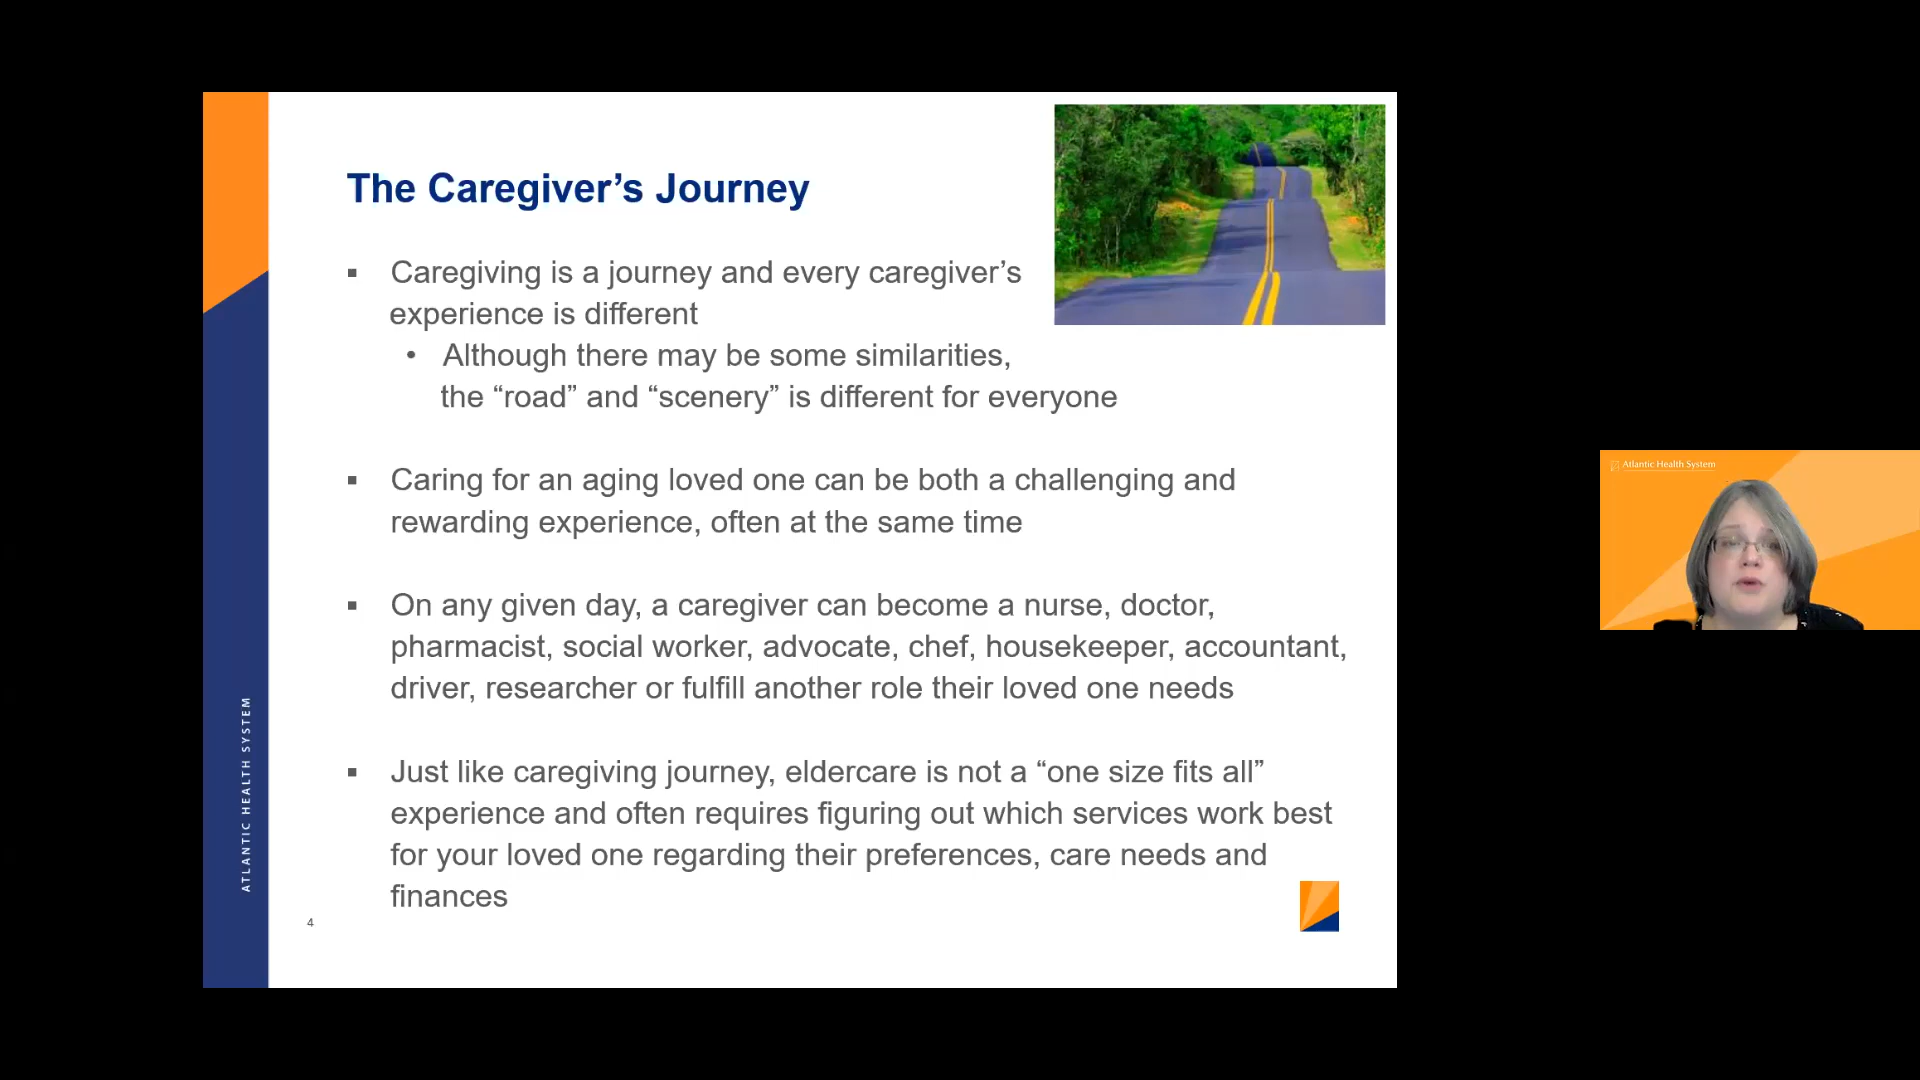 The Caregiver’s Journey
▪ Caregiving is a journey and every caregiver’s
experience is different
• Although there may be some similarities,
the “road” and “scenery” is different for everyone
▪ Caring for an aging loved one can be both a challenging and
rewarding experience, often at the same time
▪ On any given day, a caregiver can become a nurse, doctor,
pharmacist, social worker, advocate, chef, housekeeper, accountant,
driver, researcher or fulfill another role their loved one needs
▪ Just like caregiving journey, eldercare is not a “one size fits all”
experience and often requires figuring out which services work best
for your loved one regarding their preferences, care needs and
finances
4
ATLANTIC HEALTH SYSTEM
Atlantic Health System